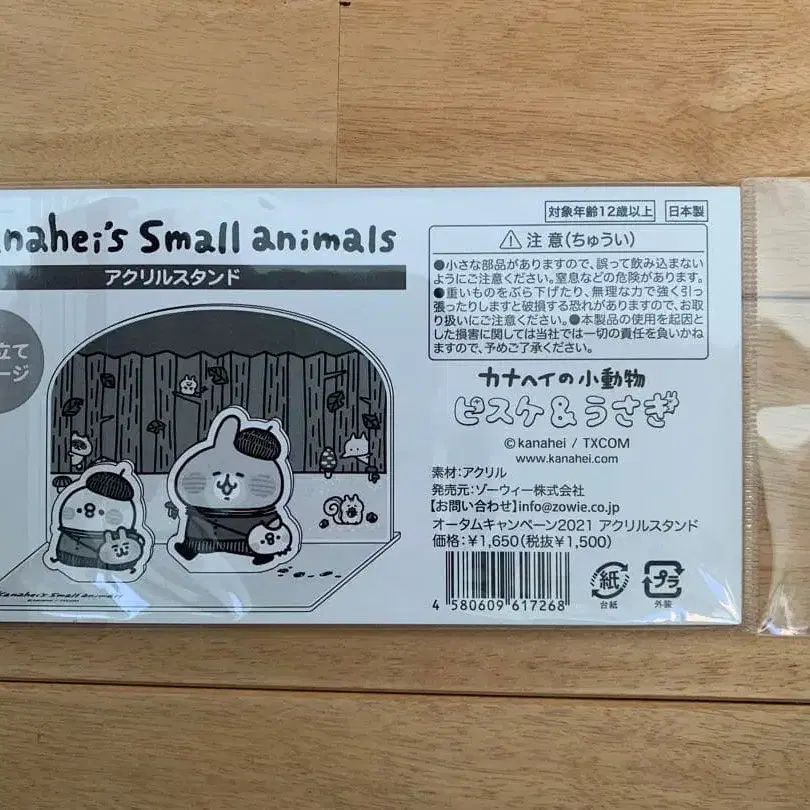 anahei's Small animals
アクリルスタンド
立て
ージ
Kanahei's Small animals
対象年齢12歳以上
日本製
⚠ 注意(ちゅうい)
●小さな部品がありますので、誤って飲み込まない
ようにご注意ください。窒息などの危険があります。
●重いものをぶら下げたり、無理な力で強く引っ
張ったりしますと破損する恐れがありますので、お取
り扱いにご注意ください。●本製品の使用を起因と
した損害に関しては当社では一切の責任を負いかね
ますので、予めご了承ください。
カナヘイの小動物
ピスケ&うさぎ
©kanahei / TXCOM
www.kanahei.com
素材:アクリル
発売元:ゾーウィー株式会社
【お問い合わせ】info@zowie.co.jp
オータムキャンペーン2021 アクリルスタンド
価格:¥1,650(税抜¥1,500)
4 580609 617268
紙
台紙
プラ
外装